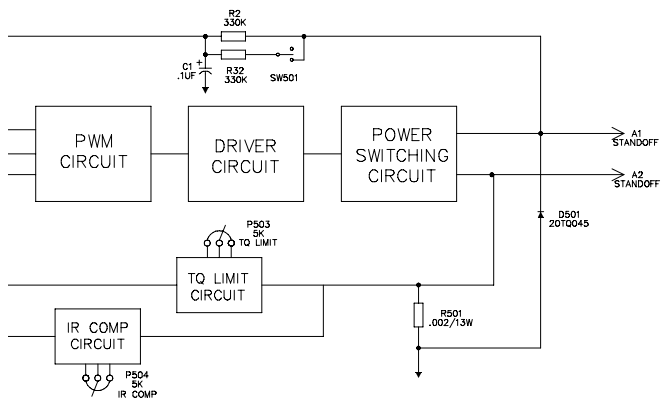 R2
330K
C1
+
.1UF
R32
330K
SW501
PWM
CIRCUIT
DRIVER
CIRCUIT
POWER
SWITCHING
CIRCUIT
A1
STANDOFF
A2
STANDOFF
D501
20TQ045
P503
5K
TQ LIMIT
TQ LIMIT
CIRCUIT
R501
.002/13W
IR COMP
CIRCUIT
P504
5K
IR COMP